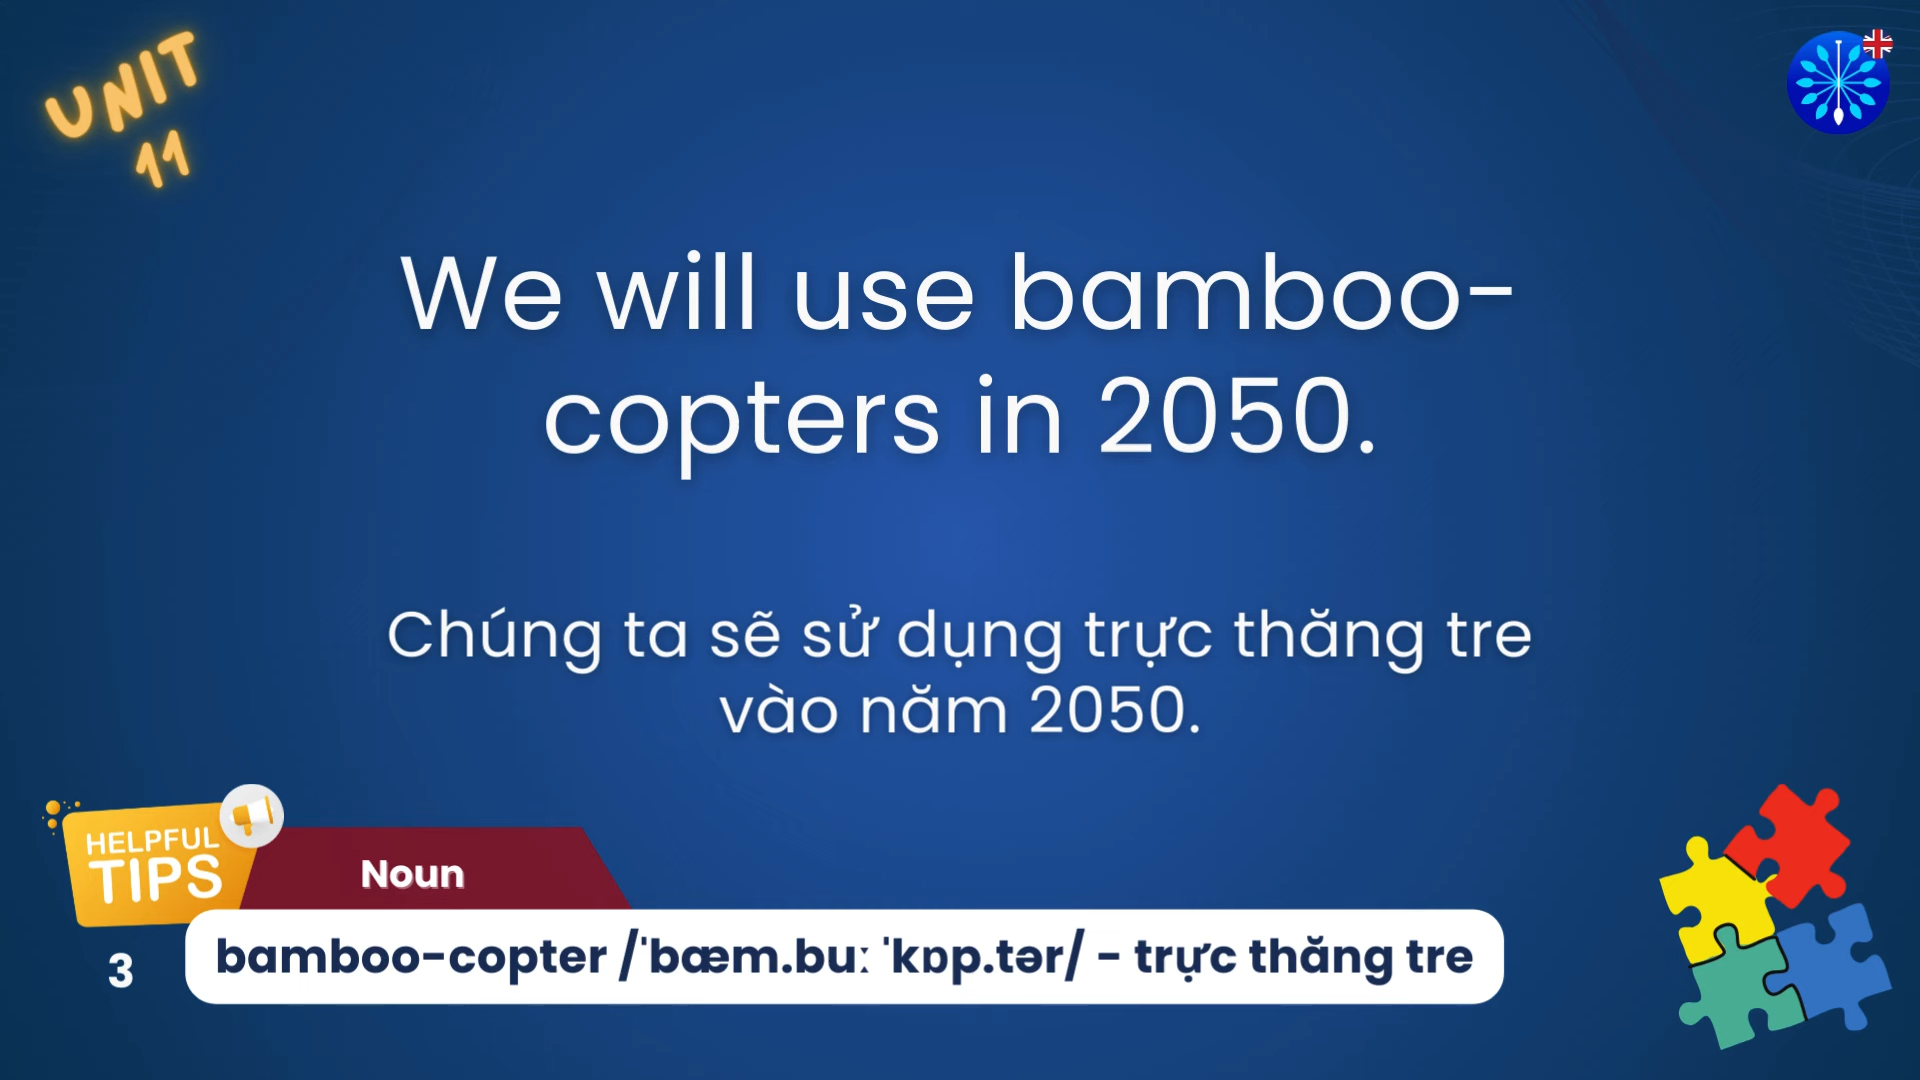 UNIT
11
We will use bamboo-
copters in 2050.
Chúng ta sẽ sử dụng trực thăng tre
vào năm 2050.
HELPFUL
TIPS
Noun
3
bamboo-copter /ˈbæm.buː ˈkɒp.tər/ - trực thăng tre